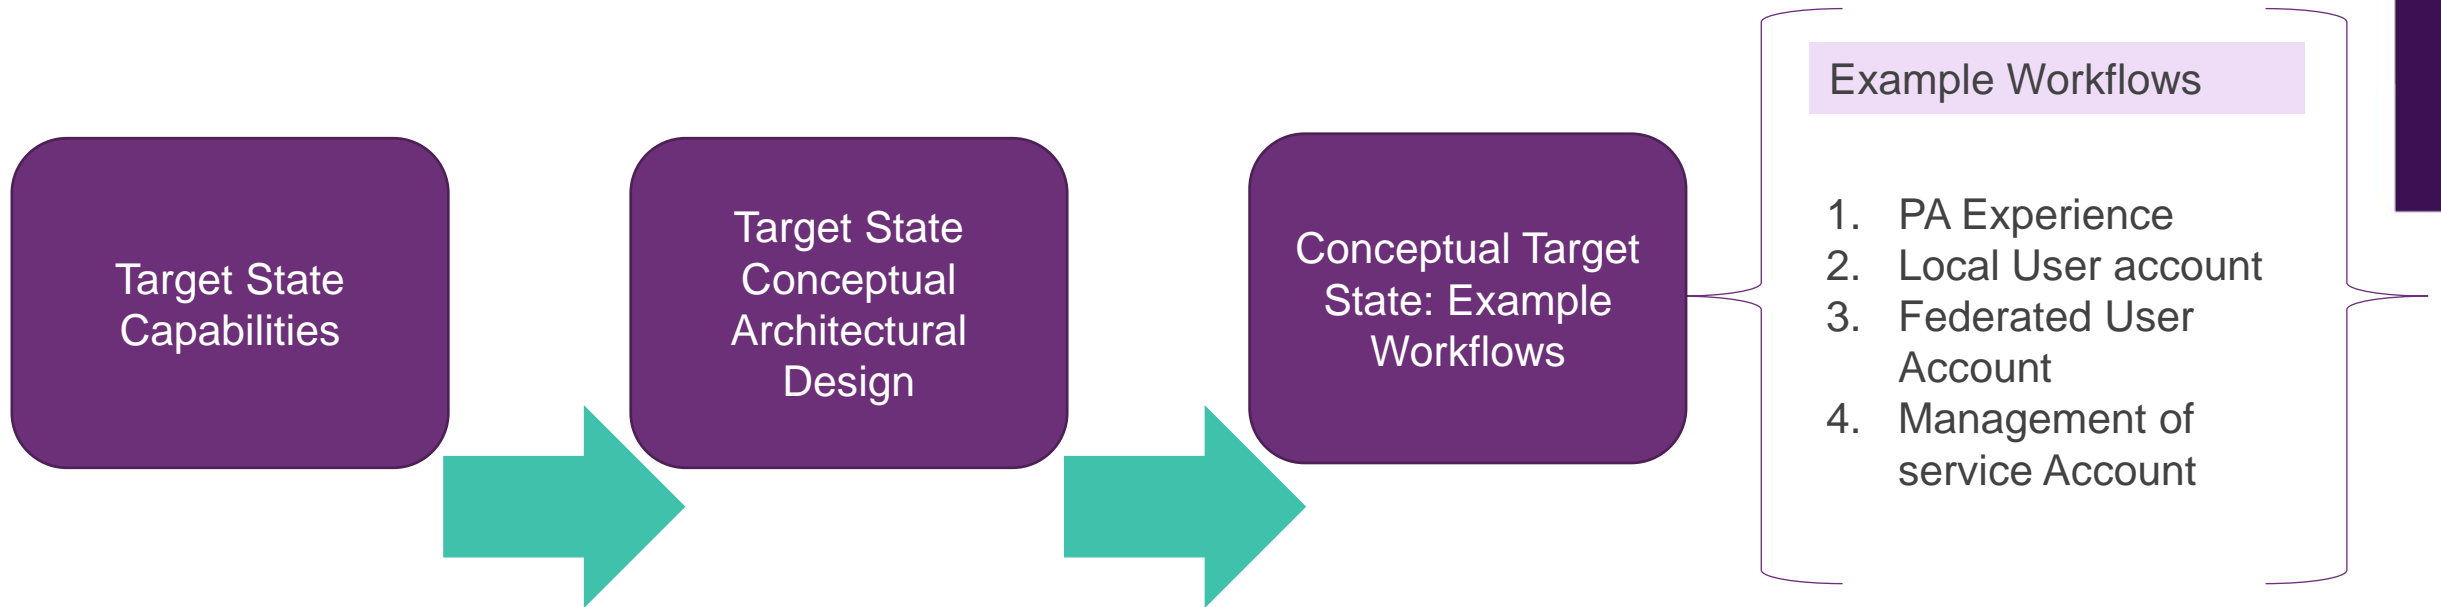 Target State
Capabilities
Target State
Conceptual
Architectural
Design
Conceptual Target
State: Example
Workflows
Example Workflows
1. PA Experience
2. Local User account
3. Federated User
Account
4. Management of
service Account